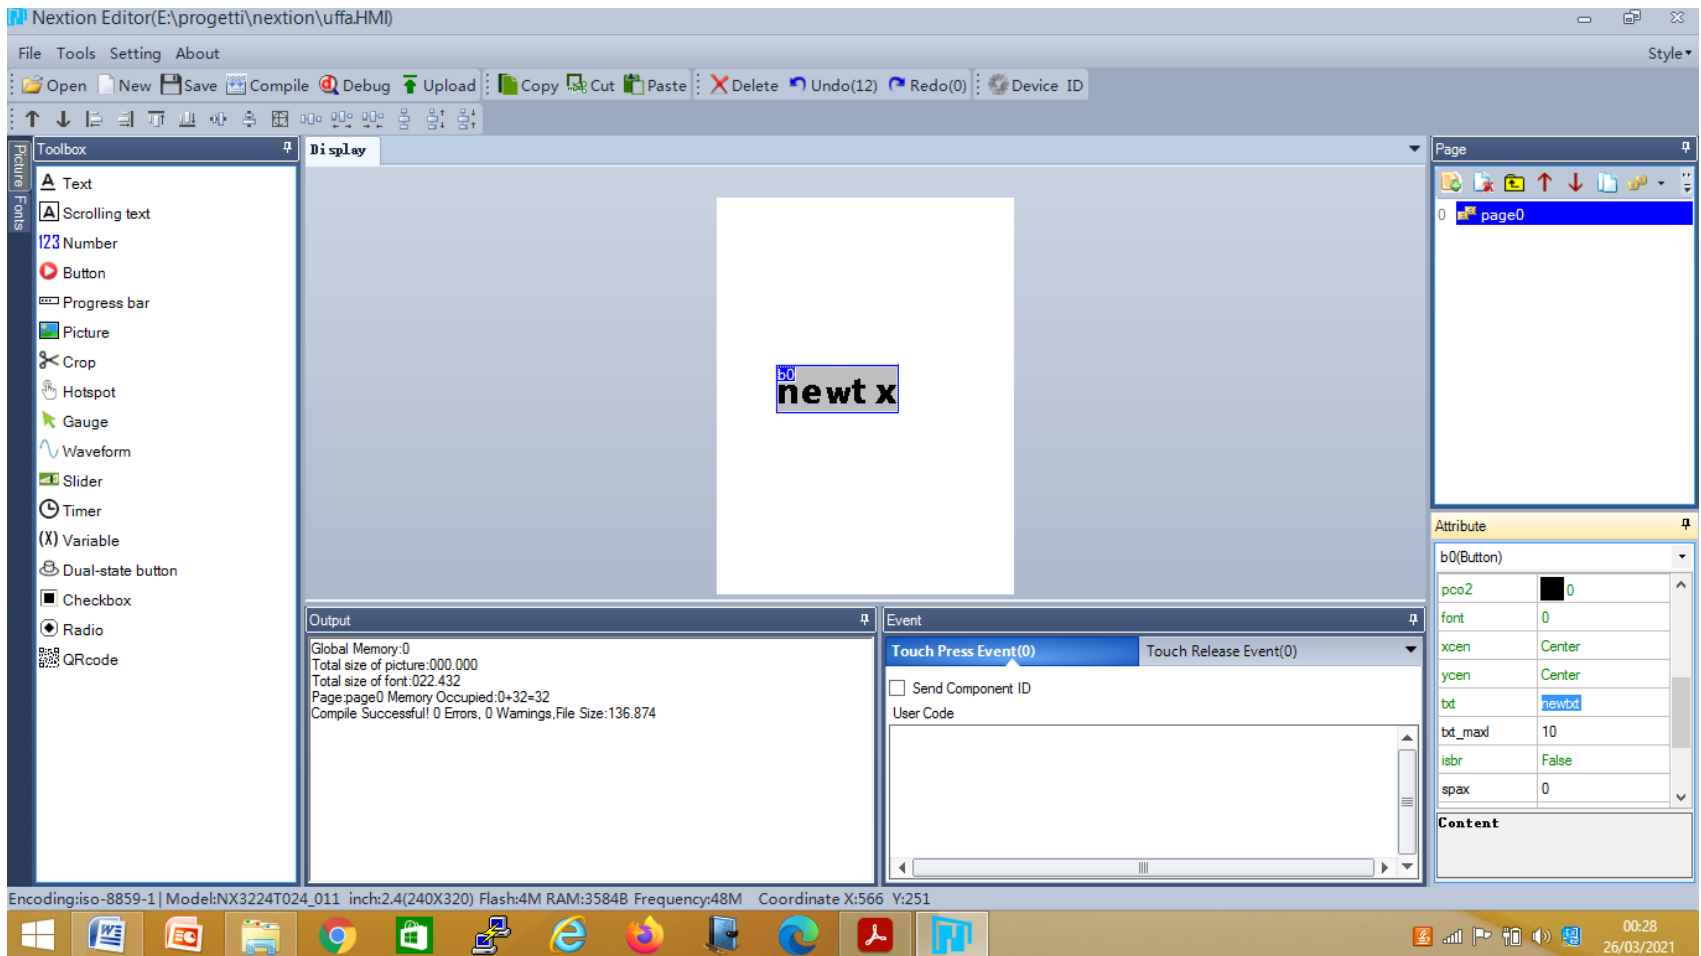 Nextion Editor(E:\progetti\nextion\uffa.HMI)
File Tools Setting About
Style
Open New Save Compile Debug Upload Copy Cut Paste Delete Undo(12) Redo(0) Device ID
Picture
Fonts
Toolbox
Text
Scrolling text
123 Number
Button
Progress bar
Picture
Crop
Hotspot
Gauge
Waveform
Slider
Timer
(X) Variable
Dual-state button
Checkbox
Radio
QRcode
Display
b0
newt x
Output
Global Memory:0
Total size of picture:000.000
Total size of font:022.432
Page:page0 Memory Occupied:0+32=32
Compile Successful! 0 Errors, 0 Warnings,File Size:136.874
Event
Touch Press Event(0) Touch Release Event(0)
Send Component ID
User Code
Page
0 page0
Attribute
b0(Button)
pco2 0
font 0
xcen Center
ycen Center
txt newtxt
txt_maxl 10
isbr False
spax 0
Content
Encoding:iso-8859-1| Model:NX3224T024_011 inch:2.4(240X320) Flash:4M RAM:3584B Frequency:48M Coordinate X:566 Y:251
00:28
26/03/2021